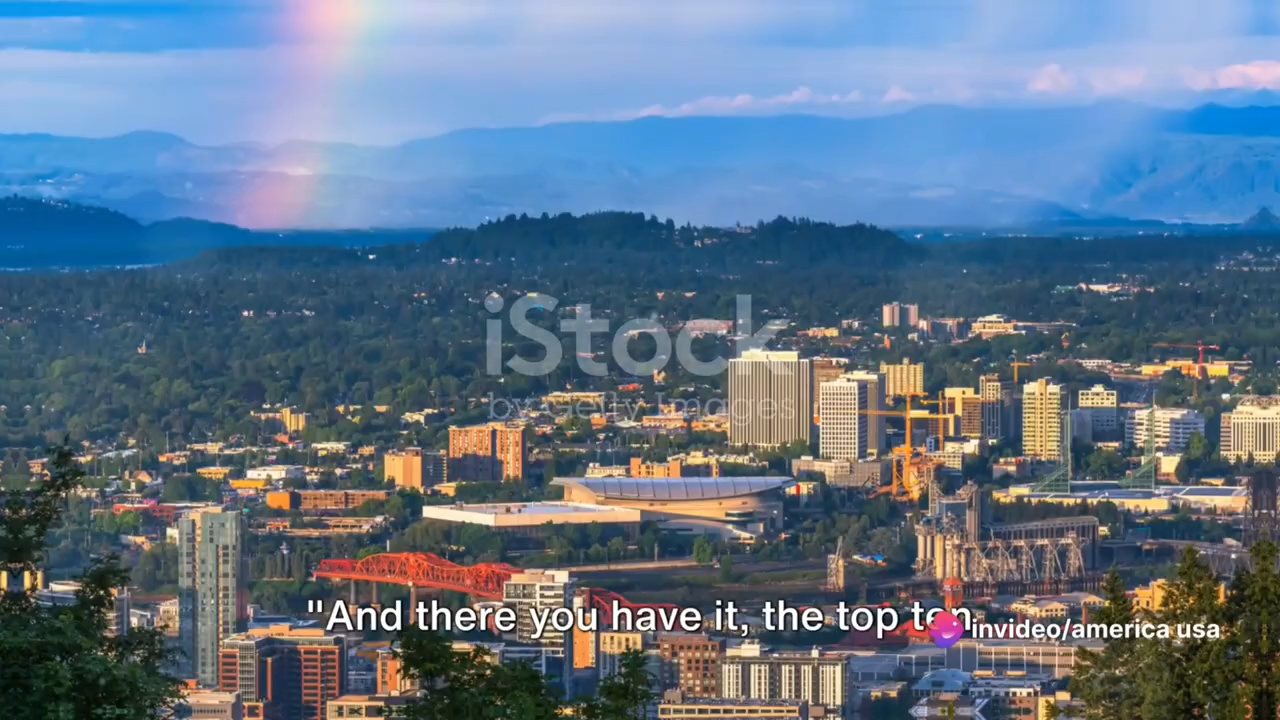 iStock
by Getty Images
"And there you have it, the top ten
invideo/america usa